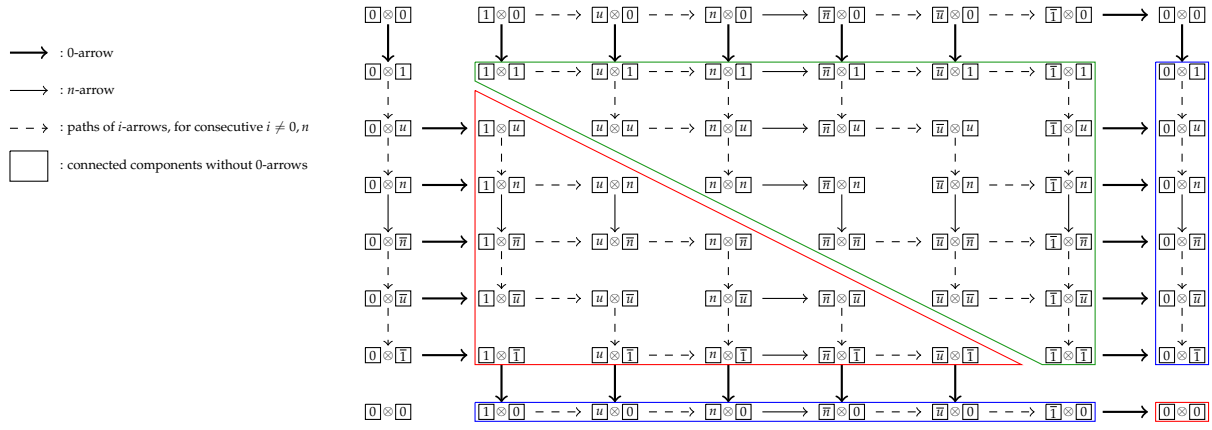 0 ⊗ 0 1 ⊗ 0 u ⊗ 0 n ⊗ 0 n̅ ⊗ 0 u̅ ⊗ 0 1̅ ⊗ 0 0 ⊗ 0
: 0-arrow
0 ⊗ 1 1 ⊗ 1 u ⊗ 1 n ⊗ 1 n̅ ⊗ 1 u̅ ⊗ 1 1̅ ⊗ 1 0 ⊗ 1
: n-arrow
: paths of i-arrows, for consecutive i ≠ 0, n
0 ⊗ u 1 ⊗ u u ⊗ u n ⊗ u n̅ ⊗ u u̅ ⊗ u 1̅ ⊗ u 0 ⊗ u
: connected components without 0-arrows
0 ⊗ n 1 ⊗ n u ⊗ n n ⊗ n n̅ ⊗ n u̅ ⊗ n 1̅ ⊗ n 0 ⊗ n
0 ⊗ n̅ 1 ⊗ n̅ u ⊗ n̅ n ⊗ n̅ n̅ ⊗ n̅ u̅ ⊗ n̅ 1̅ ⊗ n̅ 0 ⊗ n̅
0 ⊗ u̅ 1 ⊗ u̅ u ⊗ u̅ n ⊗ u̅ n̅ ⊗ u̅ u̅ ⊗ u̅ 1̅ ⊗ u̅ 0 ⊗ u̅
0 ⊗ 1̅ 1 ⊗ 1̅ u ⊗ 1̅ n ⊗ 1̅ n̅ ⊗ 1̅ u̅ ⊗ 1̅ 1̅ ⊗ 1̅ 0 ⊗ 1̅
0 ⊗ 0 1 ⊗ 0 u ⊗ 0 n ⊗ 0 n̅ ⊗ 0 u̅ ⊗ 0 1̅ ⊗ 0 0 ⊗ 0